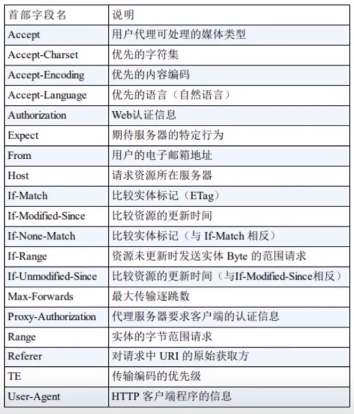 首部字段名 说明
Accept 用户代理可处理的媒体类型
Accept-Charset 优先的字符集
Accept-Encoding 优先的内容编码
Accept-Language 优先的语言（自然语言）
Authorization Web认证信息
Expect 期待服务器的特定行为
From 用户的电子邮箱地址
Host 请求资源所在服务器
If-Match 比较实体标记（ETag）
If-Modified-Since 比较资源的更新时间
If-None-Match 比较实体标记（与 If-Match 相反）
If-Range 资源未更新时发送实体 Byte 的范围请求
If-Unmodified-Since 比较资源的更新时间（与If-Modified-Since相反）
Max-Forwards 最大传输逐跳数
Proxy-Authorization 代理服务器要求客户端的认证信息
Range 实体的字节范围请求
Referer 对请求中 URI 的原始获取方
TE 传输编码的优先级
User-Agent HTTP 客户端程序的信息